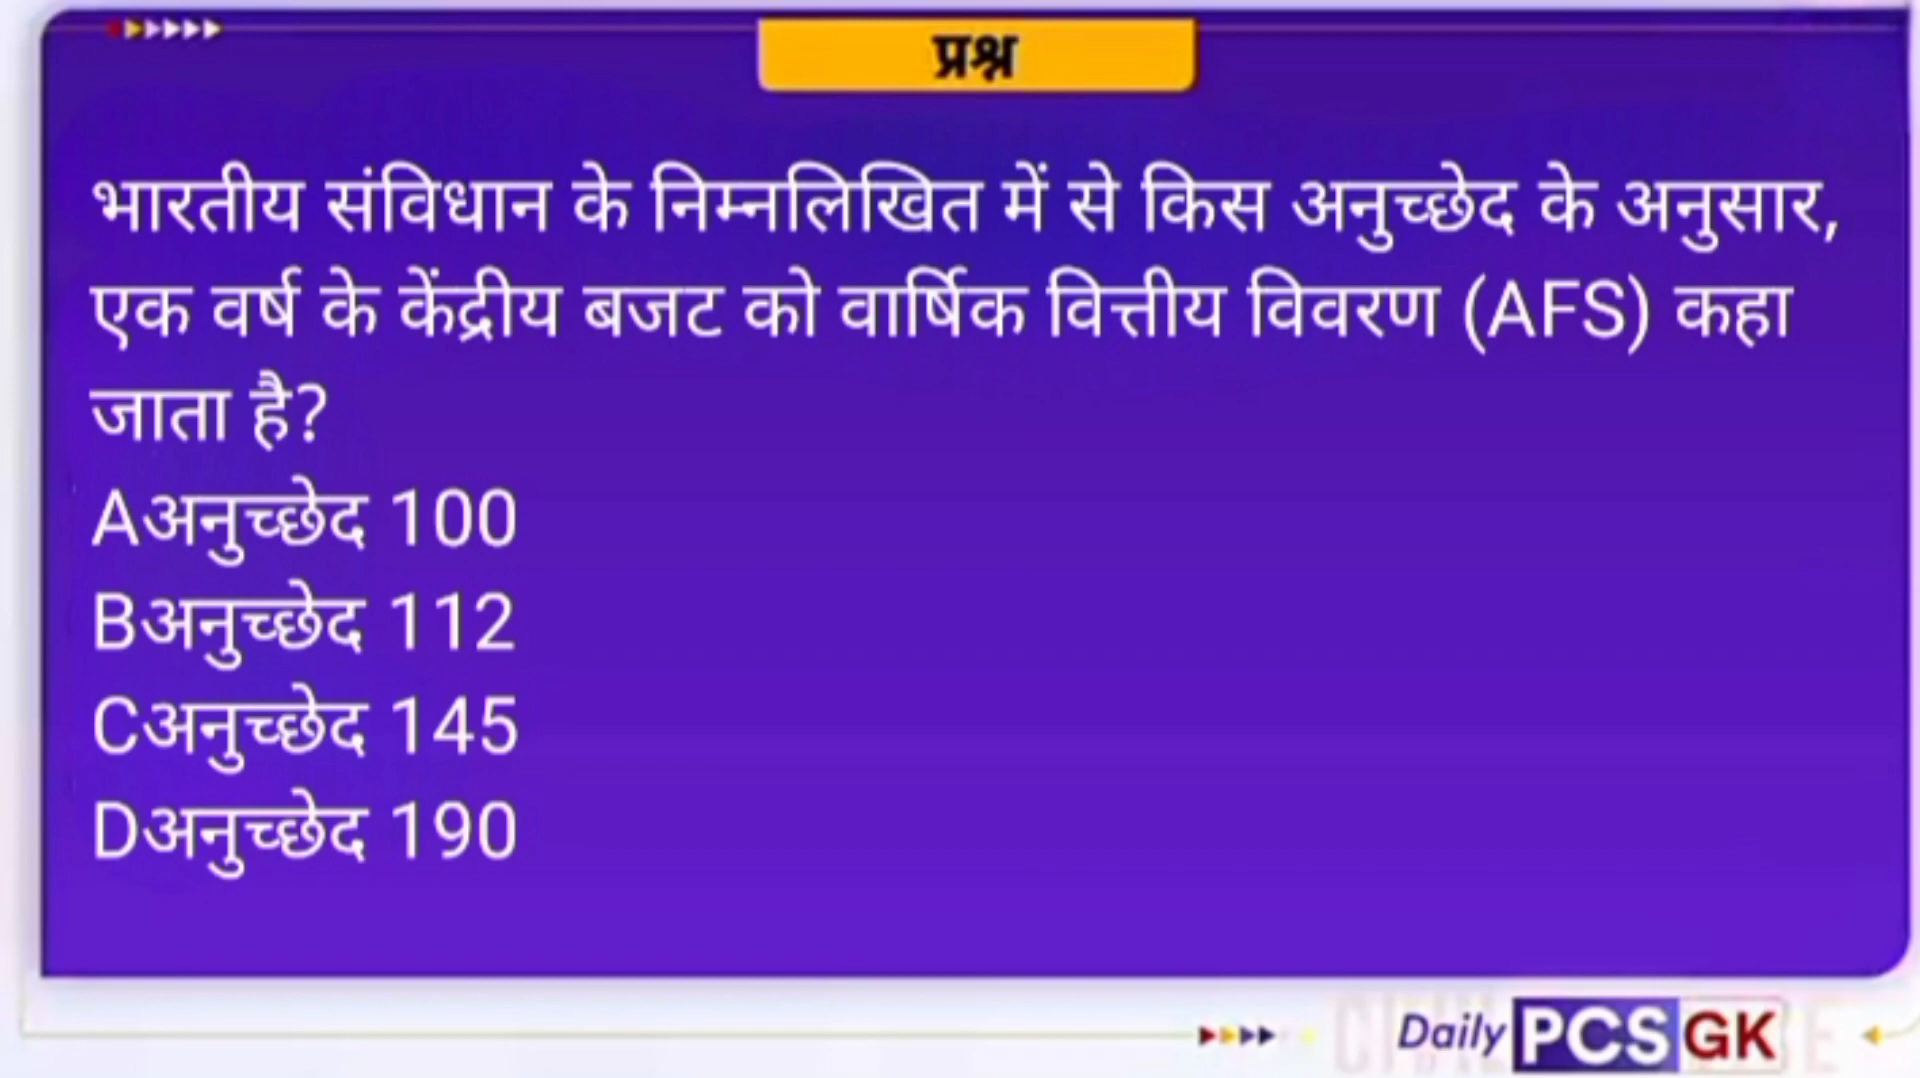 प्रश्न
भारतीय संविधान के निम्नलिखित में से किस अनुच्छेद के अनुसार,
एक वर्ष के केंद्रीय बजट को वार्षिक वित्तीय विवरण (AFS) कहा
जाता है?
Aअनुच्छेद 100
Bअनुच्छेद 112
Cअनुच्छेद 145
Dअनुच्छेद 190
Daily PCS GK